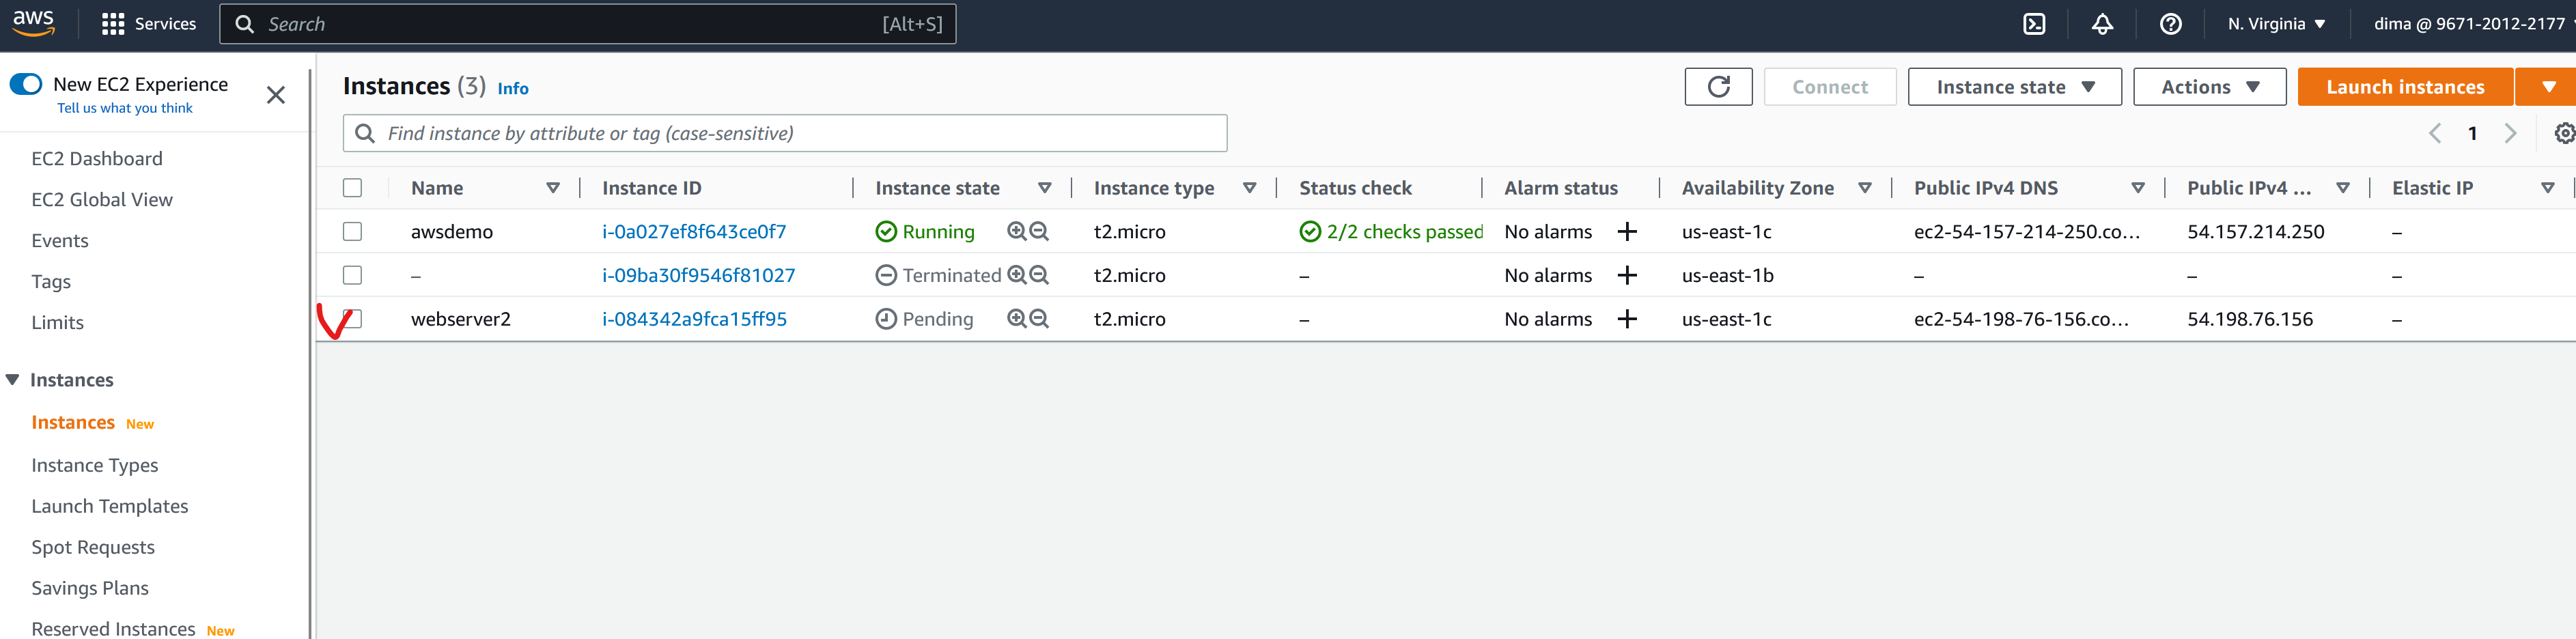 aws Services Search [Alt+S] N. Virginia dima @ 9671-2012-2177
New EC2 Experience
Tell us what you think
EC2 Dashboard
EC2 Global View
Events
Tags
Limits
Instances
Instances New
Instance Types
Launch Templates
Spot Requests
Savings Plans
Reserved Instances New
Instances (3) Info Connect Instance state Actions Launch instances
Find instance by attribute or tag (case-sensitive) 1
Name Instance ID Instance state Instance type Status check Alarm status Availability Zone Public IPv4 DNS Public IPv4 ... Elastic IP
awsdemo i-0a027ef8f643ce0f7 Running t2.micro 2/2 checks passed No alarms + us-east-1c ec2-54-157-214-250.co... 54.157.214.250 –
– i-09ba30f9546f81027 Terminated t2.micro – No alarms + us-east-1b – – –
webserver2 i-084342a9fca15ff95 Pending t2.micro – No alarms + us-east-1c ec2-54-198-76-156.co... 54.198.76.156 –